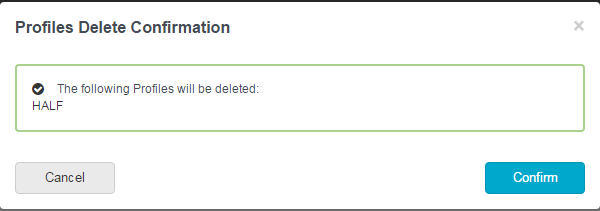 Profiles Delete Confirmation
×
The following Profiles will be deleted:
HALF
Cancel
Confirm